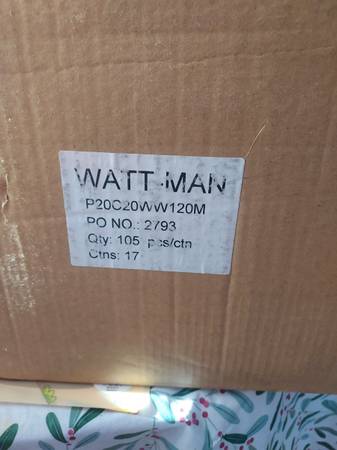 WATT-MAN
P20C20WW120M
PO NO.: 2793
Qty: 105 pcs/ctn
Ctns: 17